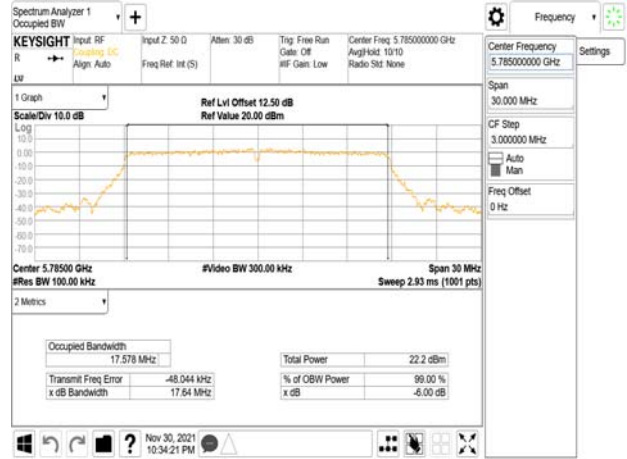 Spectrum Analyzer 1
Occupied BW
Frequency
KEYSIGHT Input: RF
Coupling: DC
Align: Auto
R
LXI
Input Z: 50 Ω
Freq Ref: Int (S)
Atten: 30 dB
Trig: Free Run
Gate: Off
#IF Gain: Low
Center Freq: 5.785000000 GHz
Avg|Hold: 10/10
Radio Std: None
Center Frequency
5.785000000 GHz
Settings
Span
30.000 MHz
CF Step
3.000000 MHz
Auto
Man
Freq Offset
0 Hz
1 Graph
Scale/Div 10.0 dB
Ref Lvl Offset 12.50 dB
Ref Value 20.00 dBm
Log
10.0
0.00
-10.0
-20.0
-30.0
-40.0
-50.0
-60.0
-70.0
Center 5.78500 GHz
#Res BW 100.00 kHz
#Video BW 300.00 kHz
Span 30 MHz
Sweep 2.93 ms (1001 pts)
2 Metrics
Occupied Bandwidth
17.578 MHz
Transmit Freq Error -48.044 kHz
x dB Bandwidth 17.64 MHz
Total Power 22.2 dBm
% of OBW Power 99.00 %
x dB -6.00 dB
Nov 30, 2021
10:34:21 PM